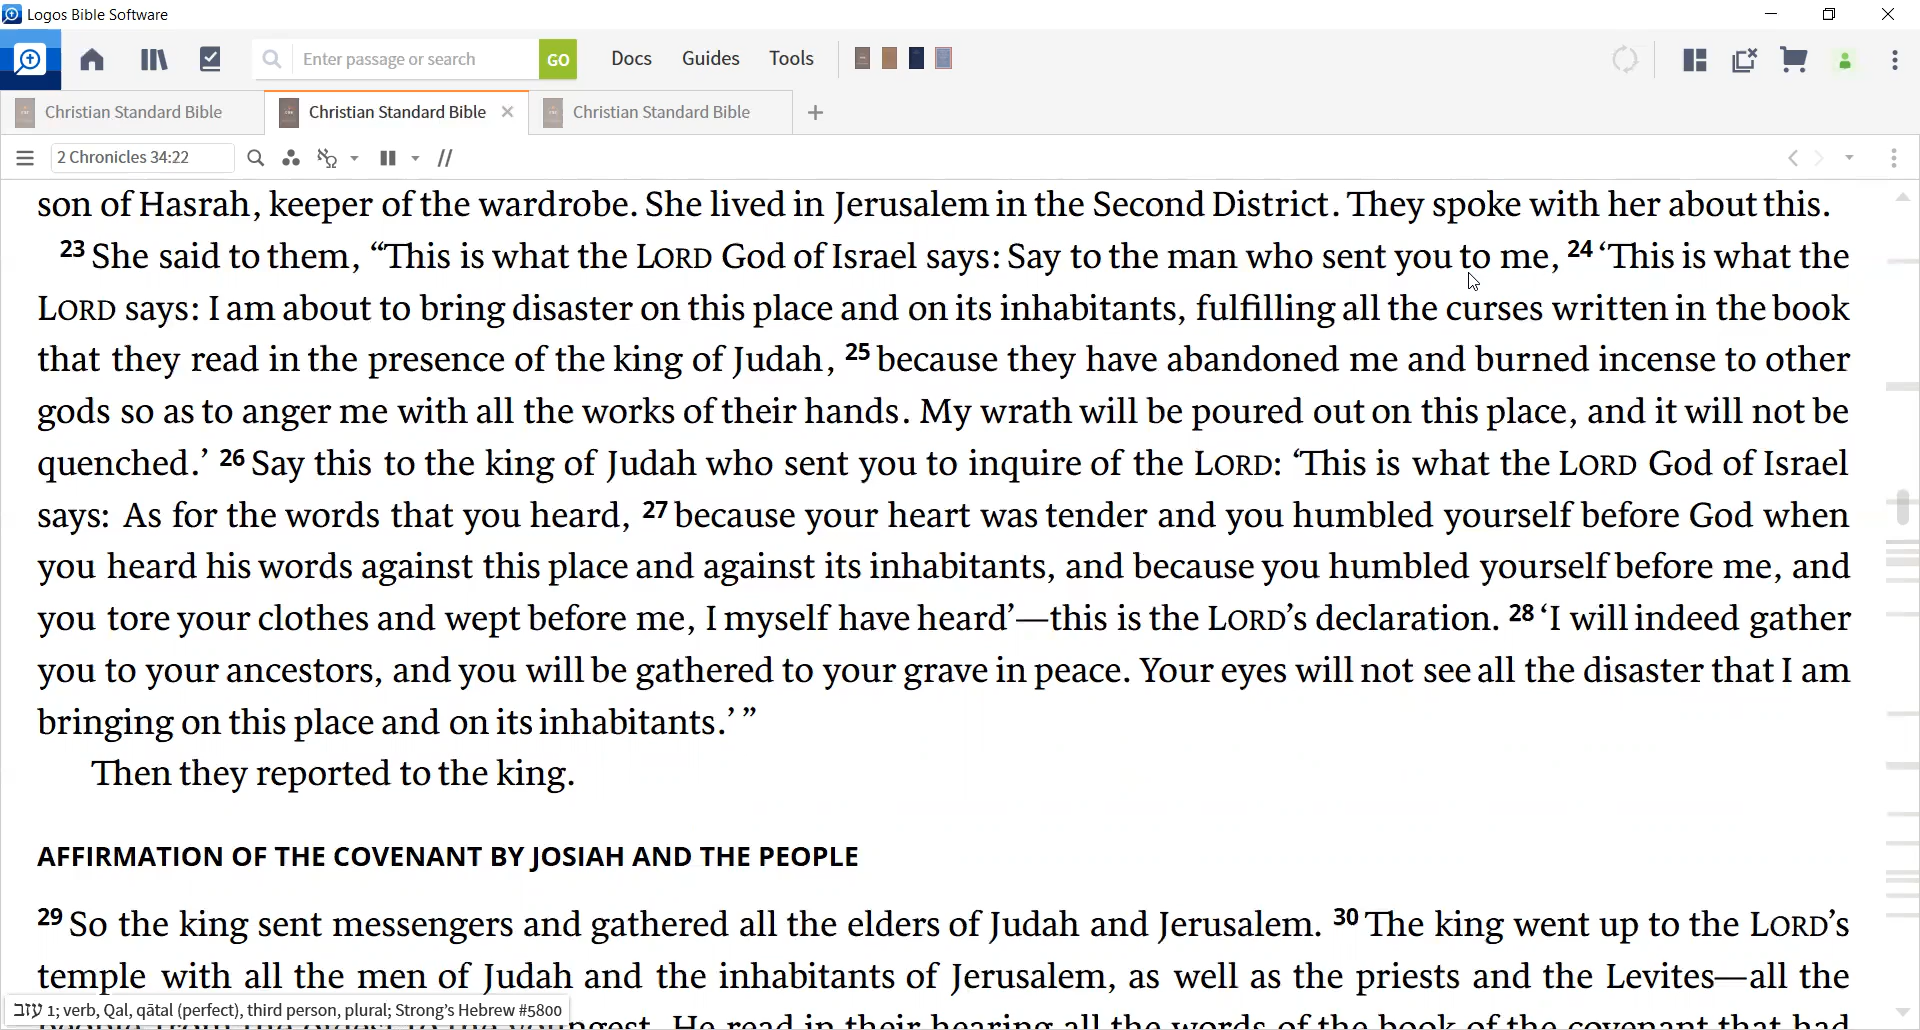 Logos Bible Software
Enter passage or search GO Docs Guides Tools
Christian Standard Bible Christian Standard Bible Christian Standard Bible
2 Chronicles 34:22
son of Hasrah, keeper of the wardrobe. She lived in Jerusalem in the Second District. They spoke with her about this.
23 She said to them, “This is what the LORD God of Israel says: Say to the man who sent you to me, 24 ‘This is what the
LORD says: I am about to bring disaster on this place and on its inhabitants, fulfilling all the curses written in the book
that they read in the presence of the king of Judah, 25 because they have abandoned me and burned incense to other
gods so as to anger me with all the works of their hands. My wrath will be poured out on this place, and it will not be
quenched.’ 26 Say this to the king of Judah who sent you to inquire of the LORD: ‘This is what the LORD God of Israel
says: As for the words that you heard, 27 because your heart was tender and you humbled yourself before God when
you heard his words against this place and against its inhabitants, and because you humbled yourself before me, and
you tore your clothes and wept before me, I myself have heard’—this is the LORD’s declaration. 28 ‘I will indeed gather
you to your ancestors, and you will be gathered to your grave in peace. Your eyes will not see all the disaster that I am
bringing on this place and on its inhabitants.’ ”
Then they reported to the king.
AFFIRMATION OF THE COVENANT BY JOSIAH AND THE PEOPLE
29 So the king sent messengers and gathered all the elders of Judah and Jerusalem. 30 The king went up to the LORD’s
temple with all the men of Judah and the inhabitants of Jerusalem, as well as the priests and the Levites—all the
עזב 1; verb, Qal, qātal (perfect), third person, plural; Strong’s Hebrew #5800
He read in their hearing all the words of the book of the covenant that had